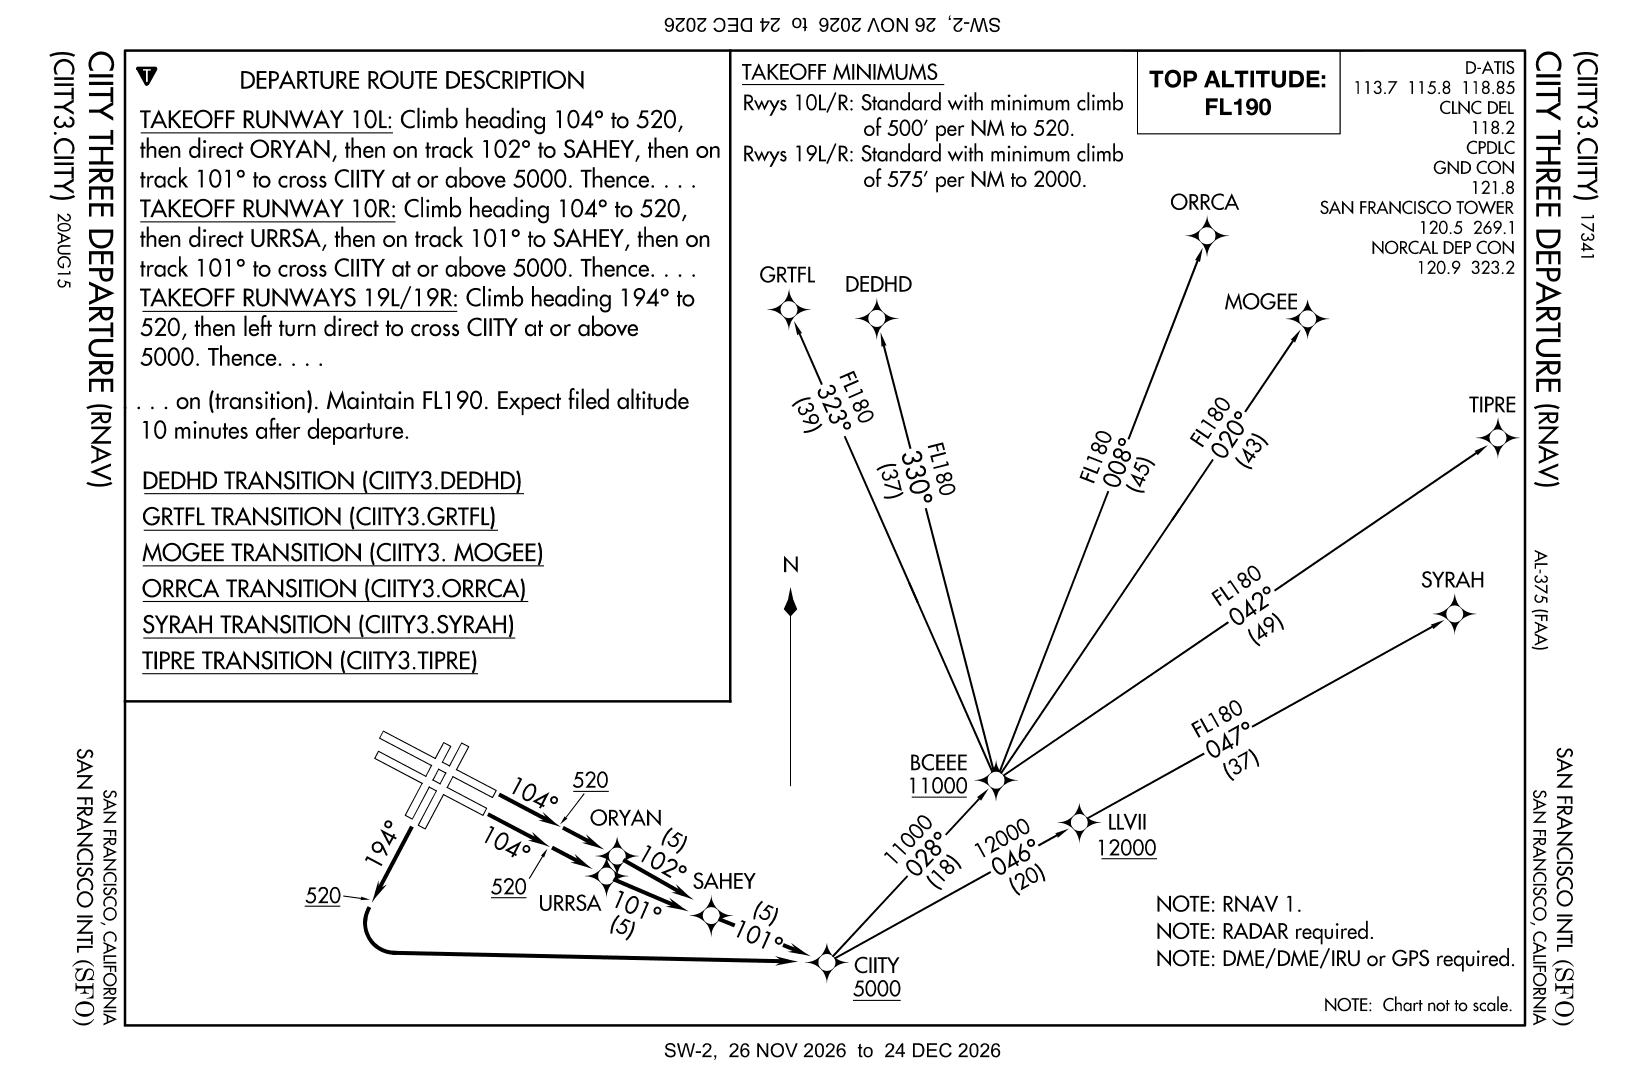 SW-2, 26 NOV 2026 to 24 DEC 2026
(CIITY3.CIITY) 20AUG15
CIITY THREE DEPARTURE (RNAV)
SAN FRANCISCO INTL (SFO)
SAN FRANCISCO, CALIFORNIA
T
DEPARTURE ROUTE DESCRIPTION
TAKEOFF RUNWAY 10L: Climb heading 104° to 520,
then direct ORYAN, then on track 102° to SAHEY, then on
track 101° to cross CIITY at or above 5000. Thence. . . .
TAKEOFF RUNWAY 10R: Climb heading 104° to 520,
then direct URRSA, then on track 101° to SAHEY, then on
track 101° to cross CIITY at or above 5000. Thence. . . .
TAKEOFF RUNWAYS 19L/19R: Climb heading 194° to
520, then left turn direct to cross CIITY at or above
5000. Thence. . . .
. . . on (transition). Maintain FL190. Expect filed altitude
10 minutes after departure.
DEDHD TRANSITION (CIITY3.DEDHD)
GRTFL TRANSITION (CIITY3.GRTFL)
MOGEE TRANSITION (CIITY3. MOGEE)
ORRCA TRANSITION (CIITY3.ORRCA)
SYRAH TRANSITION (CIITY3.SYRAH)
TIPRE TRANSITION (CIITY3.TIPRE)
TAKEOFF MINIMUMS
Rwys 10L/R: Standard with minimum climb
of 500' per NM to 520.
Rwys 19L/R: Standard with minimum climb
of 575' per NM to 2000.
TOP ALTITUDE:
FL190
D-ATIS
113.7 115.8 118.85
CLNC DEL
118.2
CPDLC
GND CON
121.8
SAN FRANCISCO TOWER
120.5 269.1
NORCAL DEP CON
120.9 323.2
ORRCA
GRTFL
DEDHD
MOGEE
TIPRE
SYRAH
FL180
323°
(39)
FL180
330°
(37)
FL180
008°
(45)
FL180
020°
(43)
FL180
042°
(49)
FL180
047°
(37)
N
BCEEE
11000
LLVII
12000
11000
028°
(18)
12000
046°
(20)
104°
520
ORYAN
(5)
102°
104°
520
URRSA
101°
(5)
SAHEY
(5)
101°
194°
520
CIITY
5000
NOTE: RNAV 1.
NOTE: RADAR required.
NOTE: DME/DME/IRU or GPS required.
NOTE: Chart not to scale.
CIITY THREE DEPARTURE (RNAV)
(CIITY3.CIITY) 17341
AL-375 (FAA)
SAN FRANCISCO, CALIFORNIA
SAN FRANCISCO INTL (SFO)
SW-2, 26 NOV 2026 to 24 DEC 2026